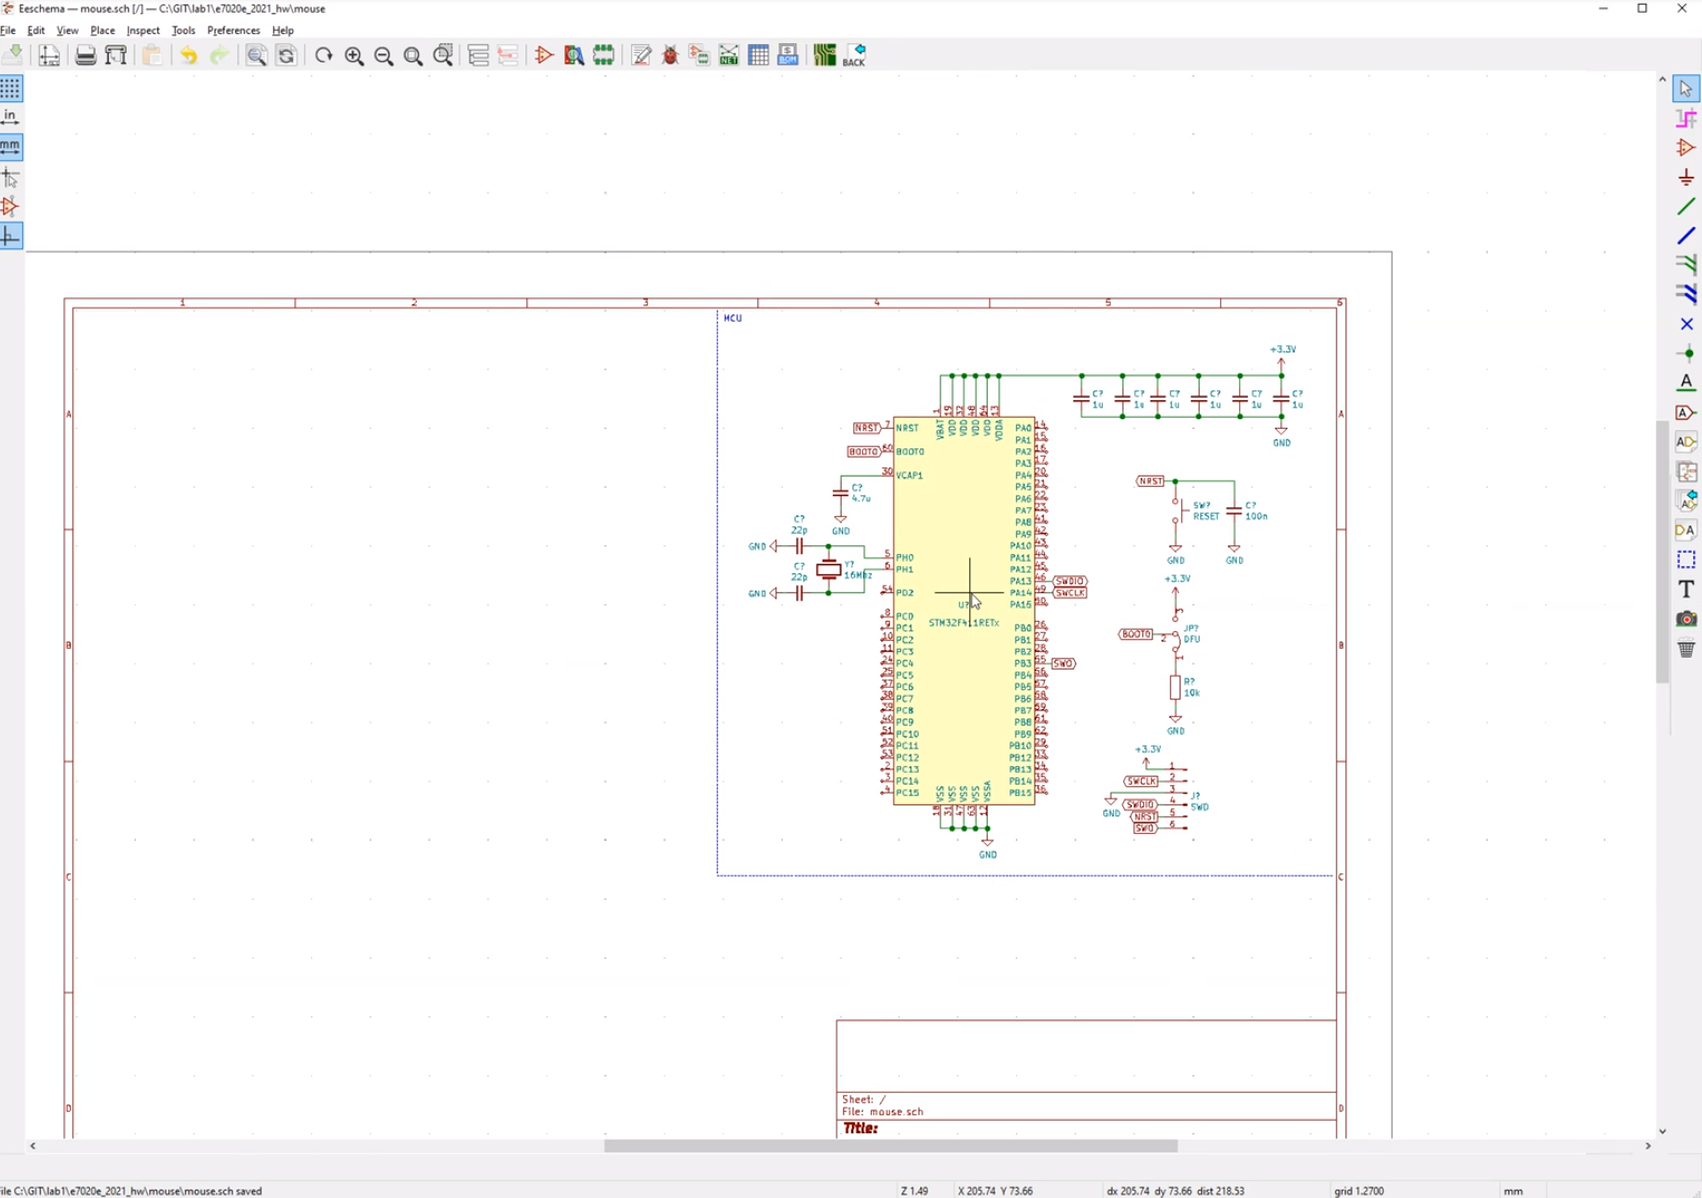 Eeschema — mouse.sch [/] — C:\GIT\lab1\e7020e_2021_hw\mouse
File Edit View Place Inspect Tools Preferences Help
NET
BOM
BACK
in
mm
1 2 3 4 5 6
MCU
+3.3V
C? C? C? C? C? C?
1u 1u 1u 1u 1u 1u
GND
A A
1 19 32 48 64 13
VBAT VDD VDD VDD VDD VDDA
NRST 7 NRST
BOOT0 60 BOOT0
30 VCAP1
C?
4.7u
GND
C?
22p
GND
5 PH0
6 PH1
Y?
16Mhz
C?
22p
GND
54 PD2
8 PC0
9 PC1
10 PC2
11 PC3
24 PC4
25 PC5
37 PC6
38 PC7
39 PC8
40 PC9
51 PC10
52 PC11
53 PC12
2 PC13
3 PC14
4 PC15
U?
PA0 14
PA1 15
PA2 16
PA3 17
PA4 20
PA5 21
PA6 22
PA7 23
PA8 41
PA9 42
PA10 43
PA11 44
PA12 45
PA13 46 SWDIO
PA14 49 SWCLK
PA15 50
PB0 26
PB1 27
PB2 28
PB3 55 SWO
PB4 56
PB5 57
PB6 58
PB7 59
PB8 61
PB9 62
PB10 29
PB12 33
PB13 34
PB14 35
PB15 36
VSS VSS VSS VSS VSSA
18 31 47 63 12
GND
NRST
SW?
RESET
C?
100n
GND GND
+3.3V
3
BOOT0 2
JP?
DFU
1
R?
10k
GND
+3.3V
1
SWCLK 2
GND 3
SWDIO 4
NRST 5
SWO 6
J?
SWD
B B
C C
D D
Sheet: /
File: mouse.sch
Title:
A
A
T
C:\GIT\lab1\e7020e_2021_hw\mouse\mouse.sch saved
Z 1.49
X 205.74 Y 73.66
dx 205.74 dy 73.66 dist 218.53
grid 1.2700
mm